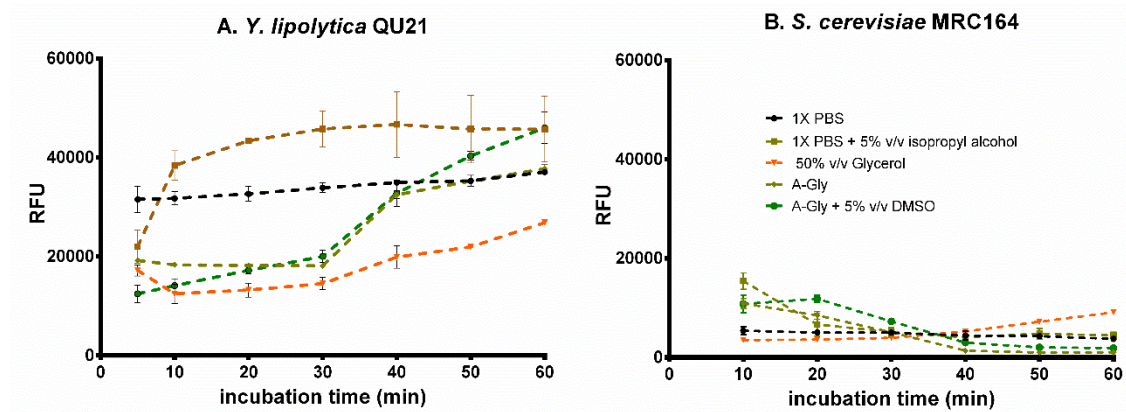 A. Y. lipolytica QU21
60000
40000
20000
0
RFU
0 10 20 30 40 50 60
incubation time (min)
B. S. cerevisiae MRC164
60000
40000
20000
0
RFU
1X PBS
1X PBS + 5% v/v isopropyl alcohol
50% v/v Glycerol
A-Gly
A-Gly + 5% v/v DMSO
0 10 20 30 40 50 60
incubation time (min)